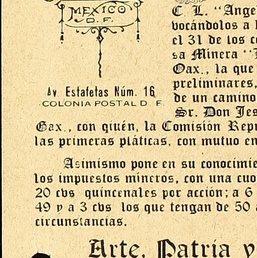 MEXICO
D. F.
Av Estafetas Núm. 16
COLONIA POSTAL D F.
C. L. "Ange
vocándolos a
el 31 de los co
sa Minera "
Oax., la que
preliminares,
de un camino
Sr. Don Jes
Gax., con quién, la Comisión Repr
las primeras pláticas, con mutuo en
Asimismo pone en su conocimie
los impuestos mineros, con una cuo
20 cvs quincenales por acción; a 6
49 y a 3 cvs los que tengan de 50 a
circunstancias.
Arte, Patria y